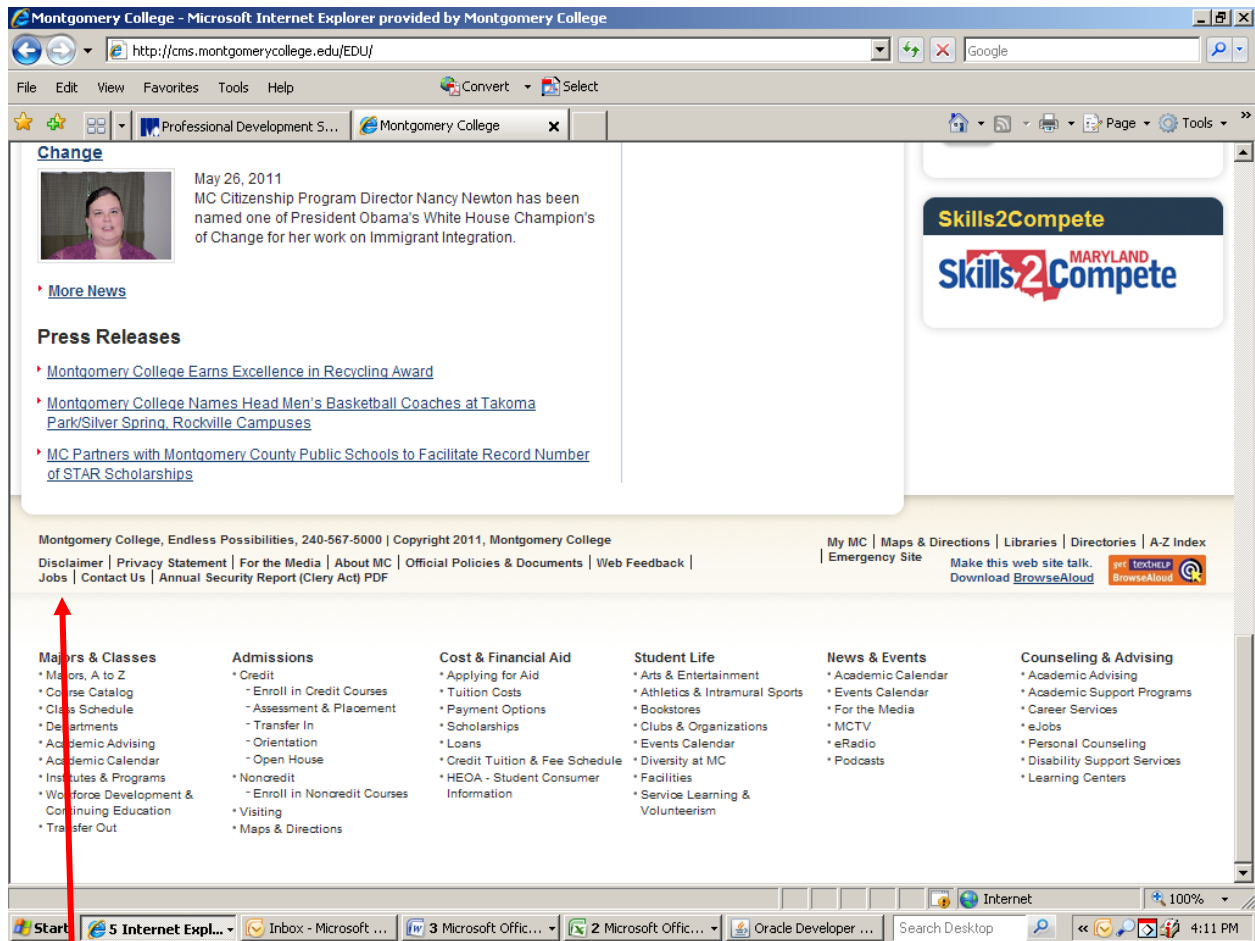 Montgomery College - Microsoft Internet Explorer provided by Montgomery College
http://cms.montgomerycollege.edu/EDU/
Google
File Edit View Favorites Tools Help
Convert Select
Professional Development S...
Montgomery College
Page Tools
Change
May 26, 2011
MC Citizenship Program Director Nancy Newton has been
named one of President Obama's White House Champion's
of Change for her work on Immigrant Integration.
More News
Press Releases
Montgomery College Earns Excellence in Recycling Award
Montgomery College Names Head Men's Basketball Coaches at Takoma
Park/Silver Spring, Rockville Campuses
MC Partners with Montgomery County Public Schools to Facilitate Record Number
of STAR Scholarships
Skills2Compete
MARYLAND
Skills2Compete
Montgomery College, Endless Possibilities, 240-567-5000 | Copyright 2011, Montgomery College
Disclaimer | Privacy Statement | For the Media | About MC | Official Policies & Documents | Web Feedback |
Jobs | Contact Us | Annual Security Report (Clery Act) PDF
My MC | Maps & Directions | Libraries | Directories | A-Z Index
| Emergency Site
Make this web site talk.
Download BrowseAloud
get textHELP
BrowseAloud
Majors & Classes
* Majors, A to Z
* Course Catalog
* Class Schedule
* Departments
* Academic Advising
* Academic Calendar
* Institutes & Programs
* Workforce Development &
Continuing Education
* Transfer Out
Admissions
* Credit
- Enroll in Credit Courses
- Assessment & Placement
- Transfer In
- Orientation
- Open House
* Noncredit
- Enroll in Noncredit Courses
* Visiting
* Maps & Directions
Cost & Financial Aid
* Applying for Aid
* Tuition Costs
* Payment Options
* Scholarships
* Loans
* Credit Tuition & Fee Schedule
* HEOA - Student Consumer
Information
Student Life
* Arts & Entertainment
* Athletics & Intramural Sports
* Bookstores
* Clubs & Organizations
* Events Calendar
* Diversity at MC
* Facilities
* Service Learning &
Volunteerism
News & Events
* Academic Calendar
* Events Calendar
* For the Media
* MCTV
* eRadio
* Podcasts
Counseling & Advising
* Academic Advising
* Academic Support Programs
* Career Services
* eJobs
* Personal Counseling
* Disability Support Services
* Learning Centers
Internet
100%
Start
5 Internet Expl...
Inbox - Microsoft ...
3 Microsoft Offic...
2 Microsoft Offic...
Oracle Developer ...
Search Desktop
4:11 PM